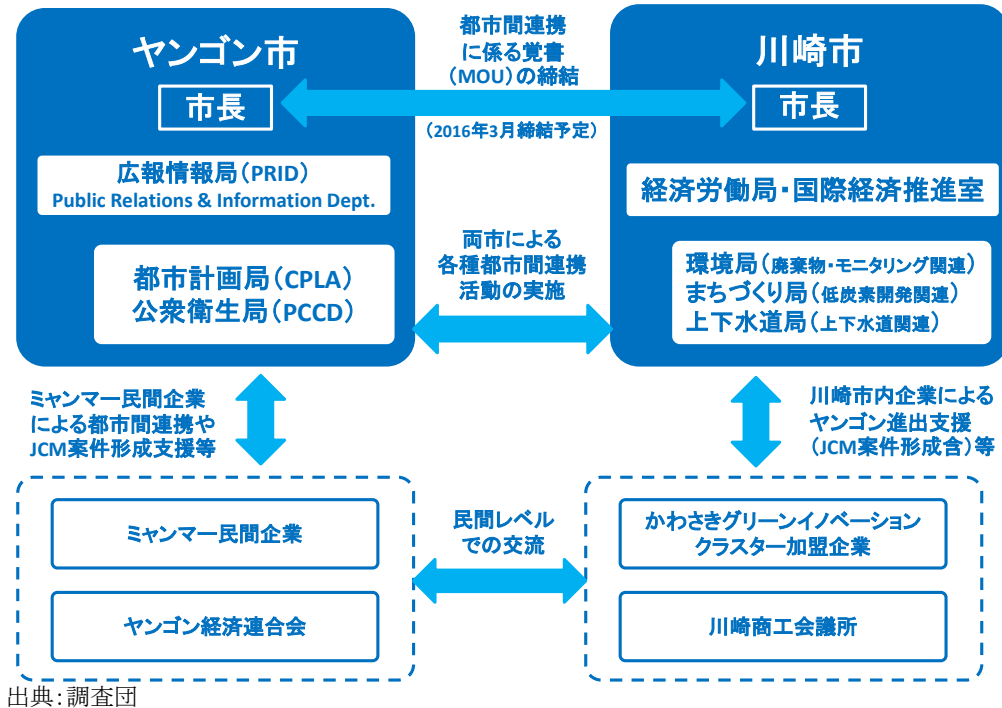 ヤンゴン市
市長
広報情報局(PRID)
Public Relations & Information Dept.
都市計画局(CPLA)
公衆衛生局(PCCD)
都市間連携
に係る覚書
(MOU)の締結
(2016年3月締結予定)
両市による
各種都市間連携
活動の実施
川崎市
市長
経済労働局・国際経済推進室
環境局(廃棄物・モニタリング関連)
まちづくり局(低炭素開発関連)
上下水道局(上下水道関連)
ミャンマー民間企業
による都市間連携や
JCM案件形成支援等
川崎市内企業による
ヤンゴン進出支援
(JCM案件形成含)等
ミャンマー民間企業
ヤンゴン経済連合会
民間レベル
での交流
かわさきグリーンイノベーション
クラスター加盟企業
川崎商工会議所
出典:調査団